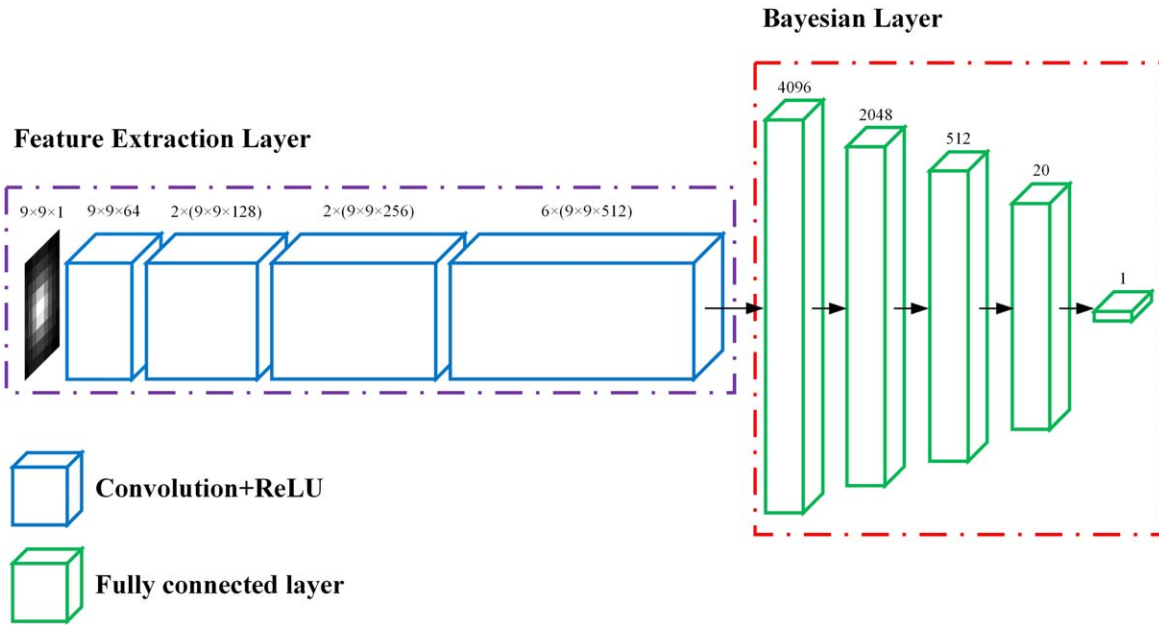 Bayesian Layer
4096
2048
512
20
1
Feature Extraction Layer
9×9×1
9×9×64
2×(9×9×128)
2×(9×9×256)
6×(9×9×512)
Convolution+ReLU
Fully connected layer